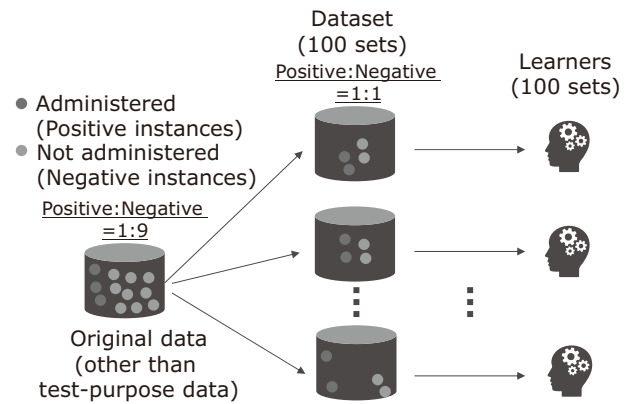 Dataset
(100 sets)
Positive:Negative
=1:1
Learners
(100 sets)
Administered
(Positive instances)
Not administered
(Negative instances)
Positive:Negative
=1:9
Original data
(other than
test-purpose data)